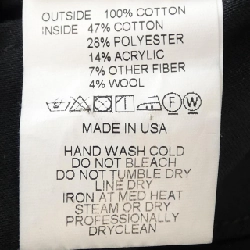 OUTSIDE 100% COTTON
INSIDE 47% COTTON
28% POLYESTER
14% ACRYLIC
7% OTHER FIBER
4% WOOL
MADE IN USA
HAND WASH COLD
DO NOT BLEACH
DO NOT TUMBLE DRY
LINE DRY
IRON AT MED HEAT
STEAM OR DRY
PROFESSIONALLY
DRYCLEAN